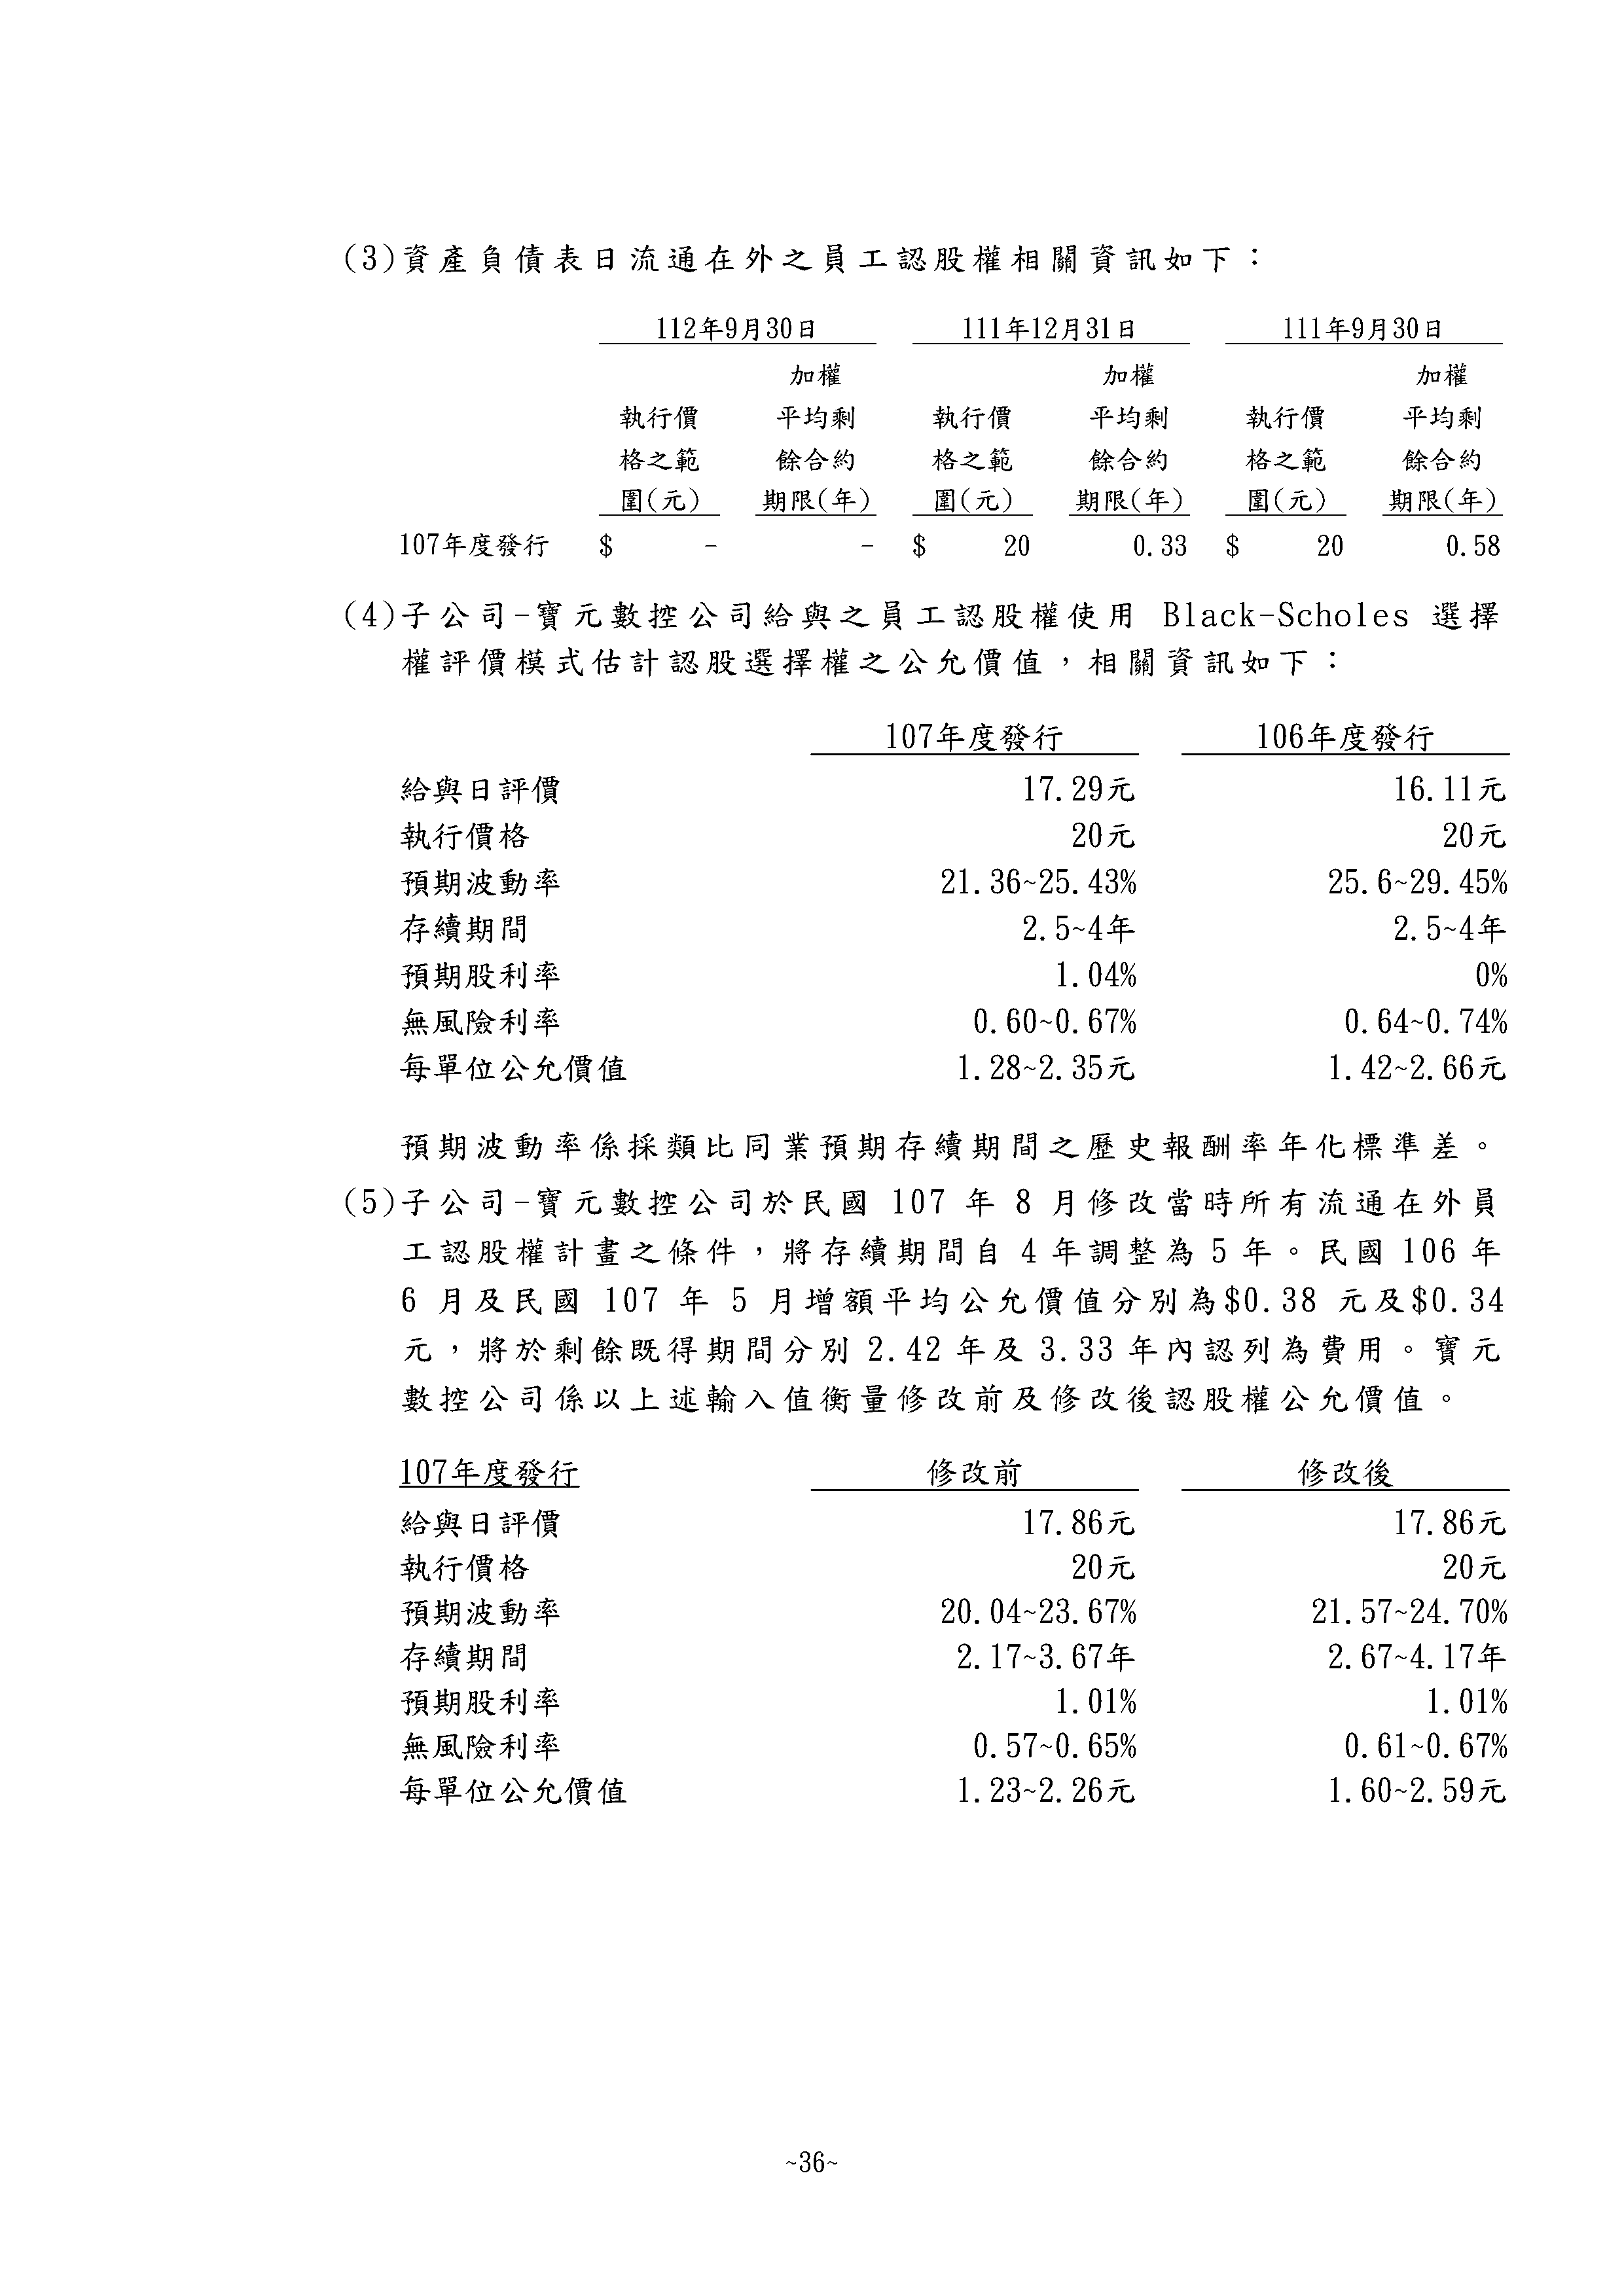 (3)資產負債表日流通在外之員工認股權相關資訊如下：
112年9月30日 111年12月31日 111年9月30日
加權 加權 加權
執行價 平均剩 執行價 平均剩 執行價 平均剩
格之範 餘合約 格之範 餘合約 格之範 餘合約
圍(元) 期限(年) 圍(元) 期限(年) 圍(元) 期限(年)
107年度發行 $ - - $ 20 0.33 $ 20 0.58
(4)子公司-寶元數控公司給與之員工認股權使用 Black-Scholes 選擇
權評價模式估計認股選擇權之公允價值，相關資訊如下：
107年度發行 106年度發行
給與日評價 17.29元 16.11元
執行價格 20元 20元
預期波動率 21.36~25.43% 25.6~29.45%
存續期間 2.5~4年 2.5~4年
預期股利率 1.04% 0%
無風險利率 0.60~0.67% 0.64~0.74%
每單位公允價值 1.28~2.35元 1.42~2.66元
預期波動率係採類比同業預期存續期間之歷史報酬率年化標準差。
(5)子公司-寶元數控公司於民國 107 年 8 月修改當時所有流通在外員
工認股權計畫之條件，將存續期間自 4 年調整為 5 年。民國 106 年
6 月及民國 107 年 5 月增額平均公允價值分別為$0.38 元及$0.34
元，將於剩餘既得期間分別 2.42 年及 3.33 年內認列為費用。寶元
數控公司係以上述輸入值衡量修改前及修改後認股權公允價值。
107年度發行 修改前 修改後
給與日評價 17.86元 17.86元
執行價格 20元 20元
預期波動率 20.04~23.67% 21.57~24.70%
存續期間 2.17~3.67年 2.67~4.17年
預期股利率 1.01% 1.01%
無風險利率 0.57~0.65% 0.61~0.67%
每單位公允價值 1.23~2.26元 1.60~2.59元
~36~